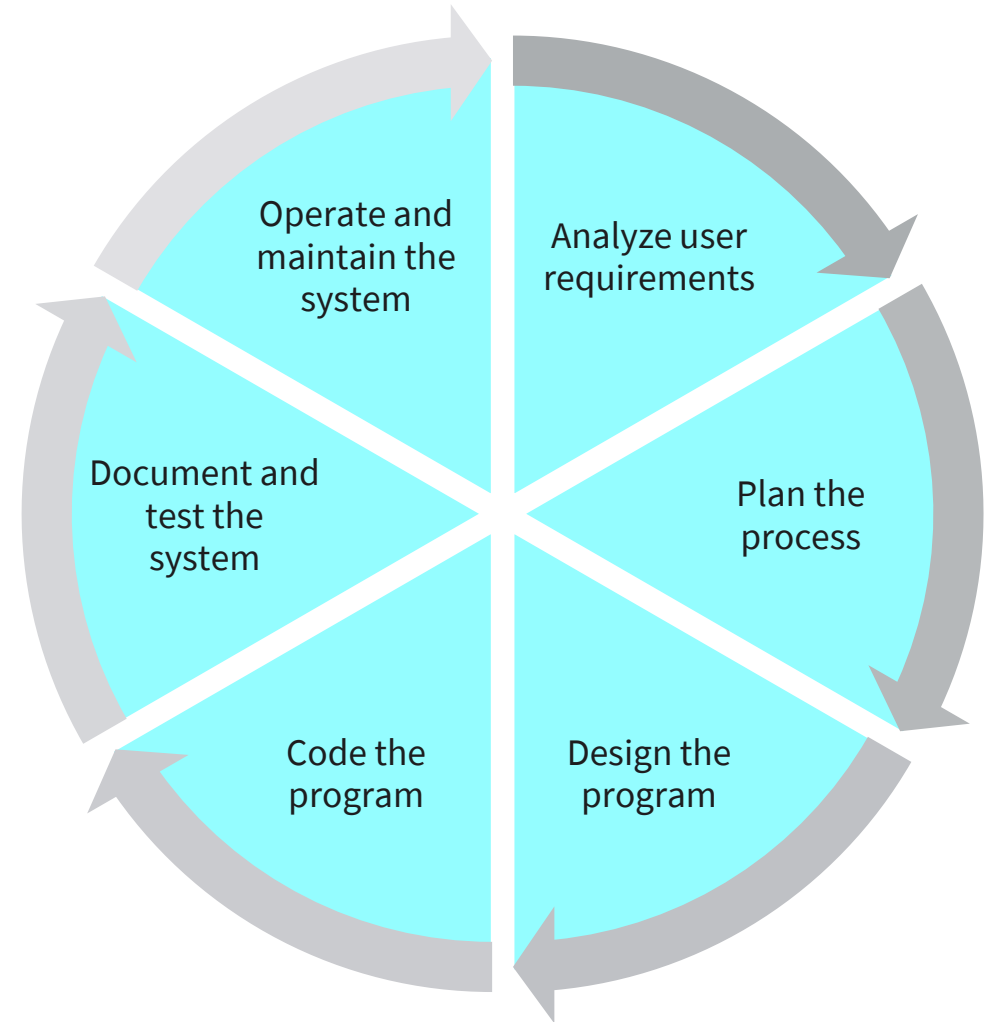 Analyze user
requirements
Plan the
process
Design the
program
Code the
program
Document and
test the
system
Operate and
maintain the
system